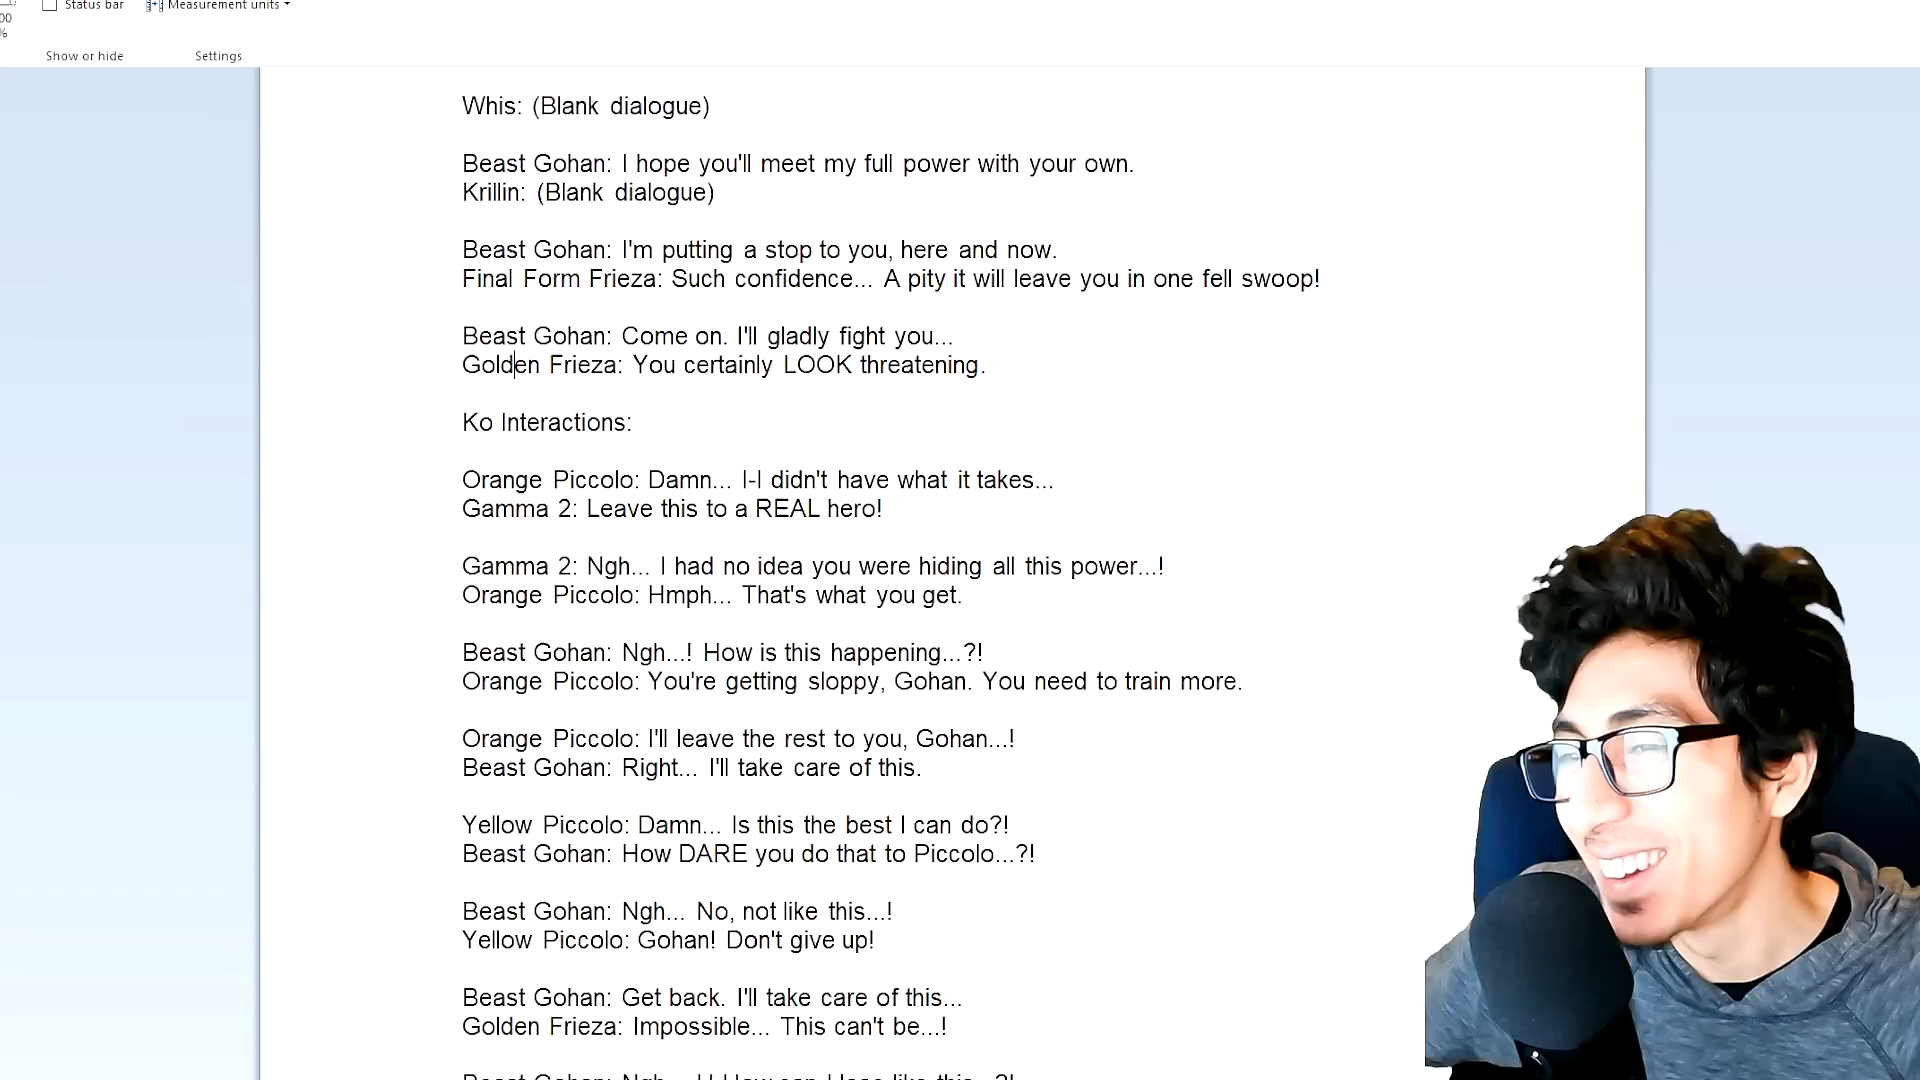 Status bar
Measurement units
00
%
Show or hide
Settings
Whis: (Blank dialogue)
Beast Gohan: I hope you'll meet my full power with your own.
Krillin: (Blank dialogue)
Beast Gohan: I'm putting a stop to you, here and now.
Final Form Frieza: Such confidence... A pity it will leave you in one fell swoop!
Beast Gohan: Come on. I'll gladly fight you...
Golden Frieza: You certainly LOOK threatening.
Ko Interactions:
Orange Piccolo: Damn... I-I didn't have what it takes...
Gamma 2: Leave this to a REAL hero!
Gamma 2: Ngh... I had no idea you were hiding all this power...!
Orange Piccolo: Hmph... That's what you get.
Beast Gohan: Ngh...! How is this happening...?!
Orange Piccolo: You're getting sloppy, Gohan. You need to train more.
Orange Piccolo: I'll leave the rest to you, Gohan...!
Beast Gohan: Right... I'll take care of this.
Yellow Piccolo: Damn... Is this the best I can do?!
Beast Gohan: How DARE you do that to Piccolo...?!
Beast Gohan: Ngh... No, not like this...!
Yellow Piccolo: Gohan! Don't give up!
Beast Gohan: Get back. I'll take care of this...
Golden Frieza: Impossible... This can't be...!